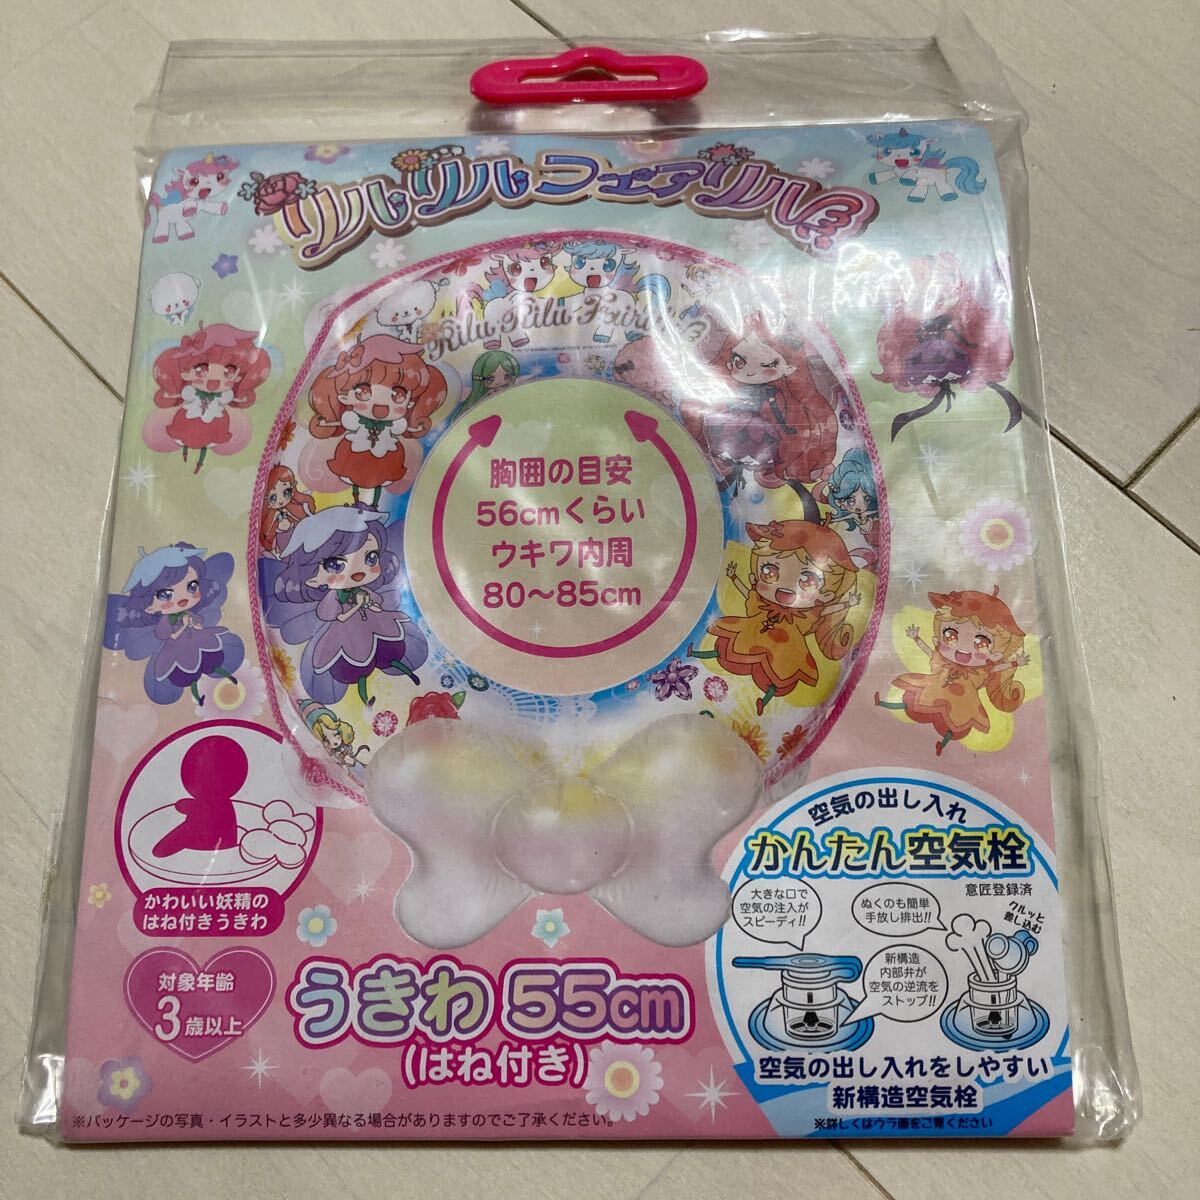 リルリルフェアリル
Rilu Rilu Fairilu
胸囲の目安
56cmくらい
ウキワ内周
80〜85cm
かわいい妖精の
はね付きうきわ
対象年齢
3歳以上
うきわ 55cm
(はね付き)
空気の出し入れ
かんたん空気栓
意匠登録済
大きな口で
空気の注入が
スピーディ!!
ぬくのも簡単
手放し排出!!
クルッと
差し込む
新構造
内部弁が
空気の逆流を
ストップ!!
空気の出し入れをしやすい
新構造空気栓
※詳しくはウラ面をご覧ください
※パッケージの写真・イラストと多少異なる場合がありますのでご了承ください。